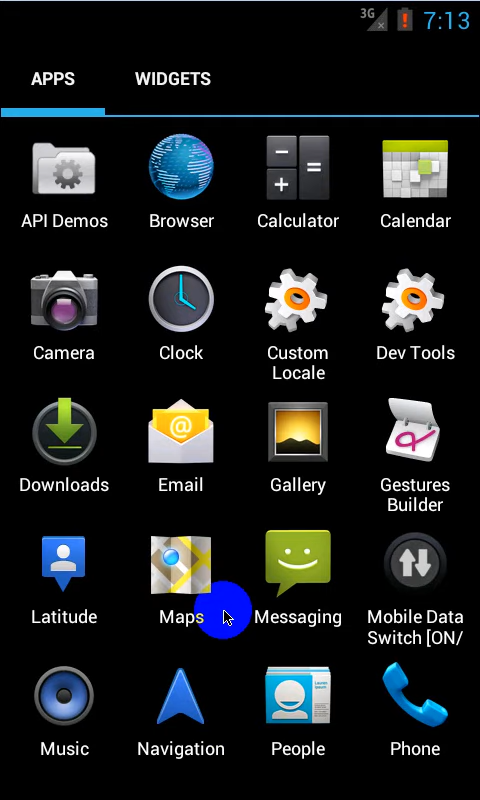 3G 7:13
APPS WIDGETS
API Demos Browser Calculator Calendar
Camera Clock Custom Locale Dev Tools
Downloads Email Gallery Gestures Builder
@
Latitude Maps Messaging Mobile Data Switch [ON/
Music Navigation People Phone